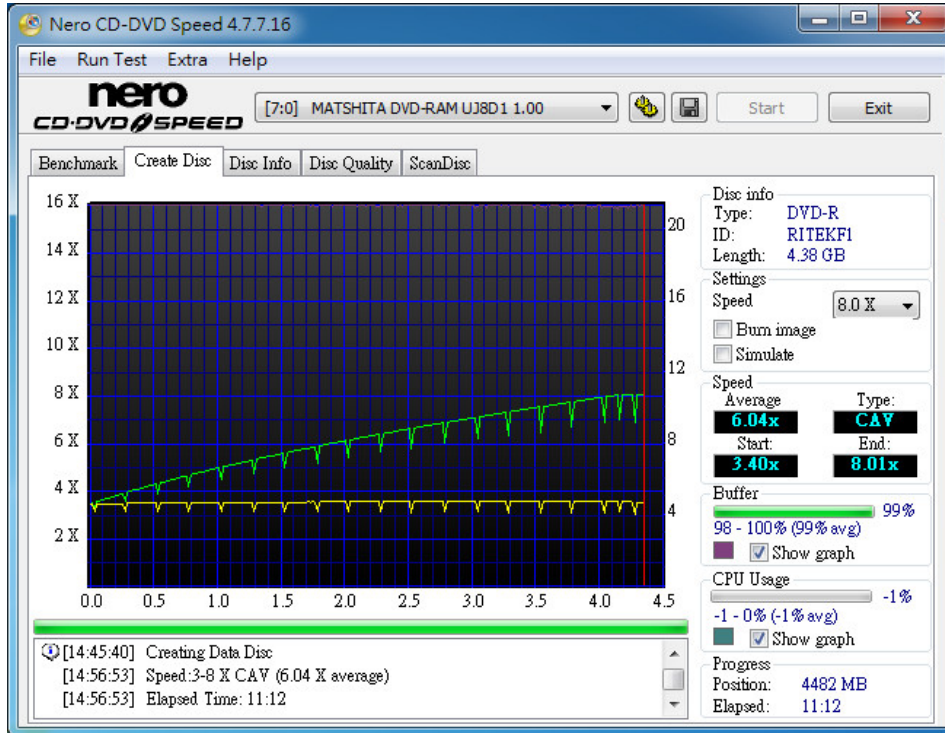 Nero CD-DVD Speed 4.7.7.16
File Run Test Extra Help
nero
CD·DVD SPEED
[7:0] MATSHITA DVD-RAM UJ8D1 1.00
Start
Exit
Benchmark Create Disc Disc Info Disc Quality ScanDisc
16 X
14 X
12 X
10 X
8 X
6 X
4 X
2 X
20
16
12
8
4
0.0 0.5 1.0 1.5 2.0 2.5 3.0 3.5 4.0 4.5
Disc info
Type: DVD-R
ID: RITEKF1
Length: 4.38 GB
Settings
Speed 8.0 X
Burn image
Simulate
Speed
Average Type:
6.04x CAV
Start: End:
3.40x 8.01x
Buffer
99%
98 - 100% (99% avg)
Show graph
CPU Usage
-1%
-1 - 0% (-1% avg)
Show graph
Progress
Position: 4482 MB
Elapsed: 11:12
[14:45:40] Creating Data Disc
[14:56:53] Speed:3-8 X CAV (6.04 X average)
[14:56:53] Elapsed Time: 11:12